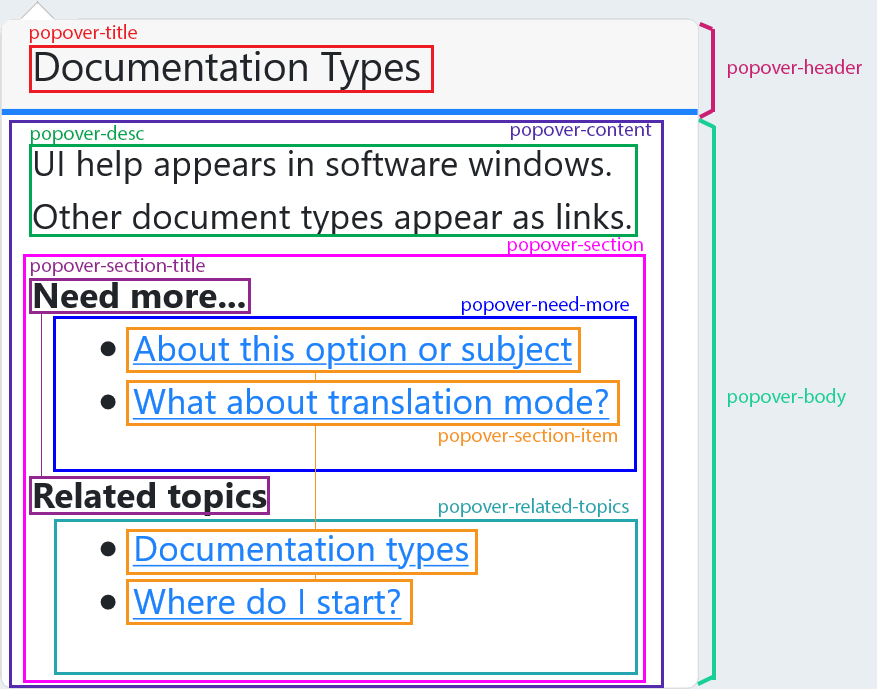 popover-title
Documentation Types
popover-header
popover-desc
popover-content
UI help appears in software windows.
Other document types appear as links.
popover-section
popover-section-title
Need more...
popover-need-more
• About this option or subject
• What about translation mode?
popover-body
popover-section-item
Related topics
popover-related-topics
• Documentation types
• Where do I start?